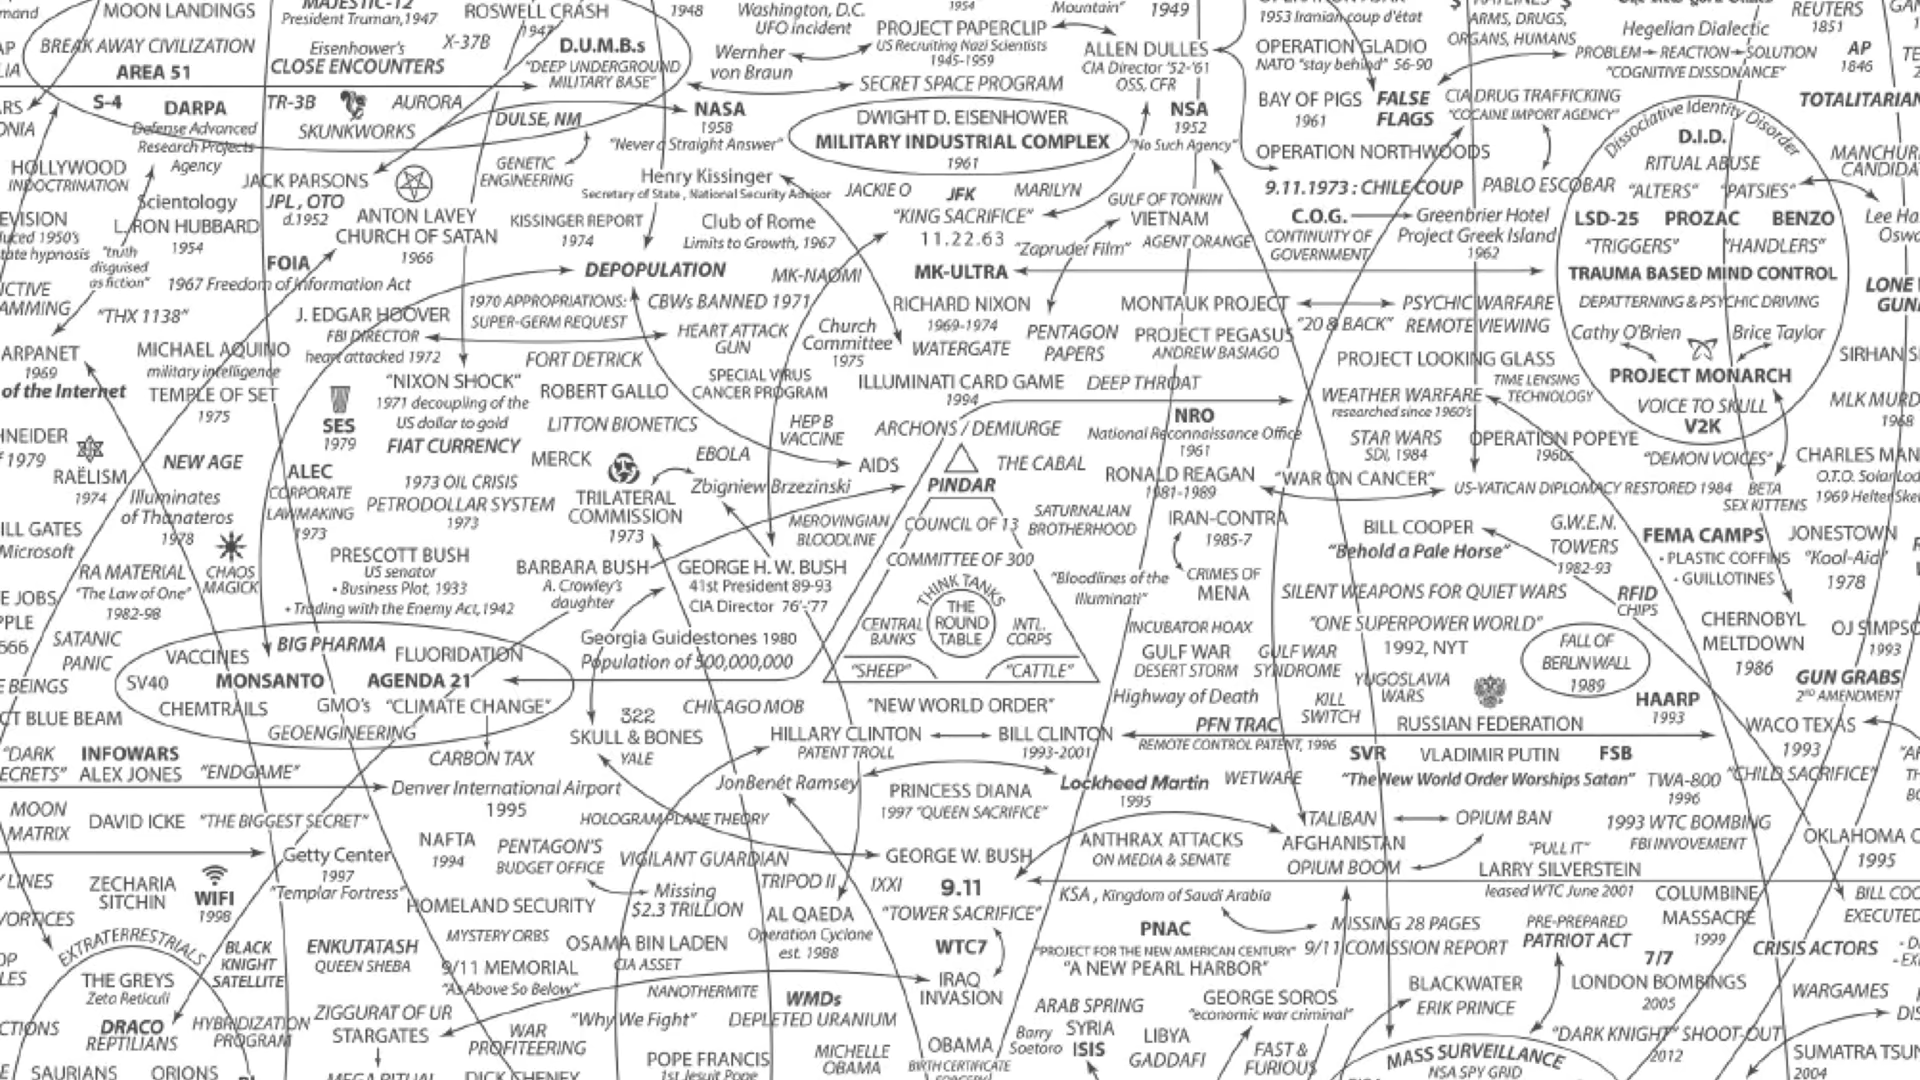 MOON LANDINGS
MAJESTIC-12
President Truman,1947
ROSWELL CRASH
1947
1948
Washington, D.C.
UFO incident
1954
PROJECT PAPERCLIP
US Recruiting Nazi Scientists
1945-1959
Mountain"
1949
1953 Iranian coup d'état
ARMS, DRUGS,
ORGANS, HUMANS
Hegelian Dialectic
PROBLEM REACTION SOLUTION
"COGNITIVE DISSONANCE"
REUTERS
1851
AP
1846
BREAK AWAY CIVILIZATION
AREA 51
Eisenhower's
CLOSE ENCOUNTERS
X-37B
D.U.M.B.s
"DEEP UNDERGROUND
MILITARY BASE"
Wernher
von Braun
SECRET SPACE PROGRAM
ALLEN DULLES
CIA Director '52-'61
OSS, CFR
OPERATION GLADIO
NATO "stay behind" 56-90
S-4
DARPA
Defense Advanced
Research Projects
Agency
TR-3B
AURORA
SKUNKWORKS
DULSE, NM
NASA
1958
"Never a Straight Answer"
DWIGHT D. EISENHOWER
MILITARY INDUSTRIAL COMPLEX
1961
NSA
1952
"No Such Agency"
BAY OF PIGS
1961
FALSE
FLAGS
CIA DRUG TRAFFICKING
"COCAINE IMPORT AGENCY"
OPERATION NORTHWOODS
Dissociative Identity Disorder
D.I.D.
RITUAL ABUSE
"ALTERS" "PATSIES"
LSD-25 PROZAC BENZO
"TRIGGERS" "HANDLERS"
TRAUMA BASED MIND CONTROL
DEPATTERNING & PSYCHIC DRIVING
Cathy O'Brien
Brice Taylor
PROJECT MONARCH
VOICE TO SKULL
V2K
"DEMON VOICES"
TOTALITARIAN
HOLLYWOOD
INDOCTRINATION
JACK PARSONS
JPL, OTO
d.1952
GENETIC
ENGINEERING
Henry Kissinger
Secretary of State, National Security Advisor
JACKIE O
JFK
MARILYN
"KING SACRIFICE"
11.22.63
"Zapruder Film"
GULF OF TONKIN
VIETNAM
AGENT ORANGE
9.11.1973 : CHILE COUP
PABLO ESCOBAR
C.O.G.
CONTINUITY OF
GOVERNMENT
Greenbrier Hotel
Project Greek Island
1962
Scientology
L. RON HUBBARD
1954
"truth
disguised
as fiction"
ANTON LAVEY
CHURCH OF SATAN
1966
KISSINGER REPORT
1974
Club of Rome
Limits to Growth, 1967
FOIA
1967 Freedom of Information Act
DEPOPULATION
MK-NAOMI
MK-ULTRA
"THX 1138"
J. EDGAR HOOVER
FBI DIRECTOR
heart attacked 1972
1970 APPROPRIATIONS:
SUPER-GERM REQUEST
CBWs BANNED 1971
HEART ATTACK
GUN
Church
Committee
1975
RICHARD NIXON
1969-1974
WATERGATE
PENTAGON
PAPERS
MONTAUK PROJECT
"20 & BACK"
PROJECT PEGASUS
ANDREW BASIAGO
PSYCHIC WARFARE
REMOTE VIEWING
PROJECT LOOKING GLASS
TIME LENSING
TECHNOLOGY
ARPANET
1969
of the Internet
MICHAEL AQUINO
military intelligence
TEMPLE OF SET
1975
SES
1979
"NIXON SHOCK"
1971 decoupling of the
US dollar to gold
FIAT CURRENCY
FORT DETRICK
ROBERT GALLO
LITTON BIONETICS
SPECIAL VIRUS
CANCER PROGRAM
HEP B
VACCINE
ILLUMINATI CARD GAME
1994
DEEP THROAT
WEATHER WARFARE
researched since 1960's
NRO
National Reconnaissance Office
1961
STAR WARS
SDI, 1984
OPERATION POPEYE
1960s
RAËLISM
1974
NEW AGE
ALEC
CORPORATE
LAWMAKING
1973
1973 OIL CRISIS
PETRODOLLAR SYSTEM
1973
MERCK
TRILATERAL
COMMISSION
1973
EBOLA
Zbigniew Brzezinski
AIDS
ARCHONS / DEMIURGE
THE CABAL
PINDAR
COUNCIL OF 13
COMMITTEE OF 300
THINK TANKS
THE
ROUND
TABLE
CENTRAL
BANKS
INTL.
CORPS
"SHEEP"
"CATTLE"
"NEW WORLD ORDER"
RONALD REAGAN
1981-1989
"WAR ON CANCER"
US-VATICAN DIPLOMACY RESTORED 1984
BETA
SEX KITTENS
O.T.O. Solar
1968
Illuminates
of Thanateros
1978
CHAOS
MAGICK
PRESCOTT BUSH
US senator
• Business Plot, 1933
• Trading with the Enemy Act, 1942
BARBARA BUSH
A. Crowley's
daughter
MEROVINGIAN
BLOODLINE
GEORGE H. W. BUSH
41st President 89-93
CIA Director 76'-'77
SATURNALIAN
BROTHERHOOD
"Bloodlines of the
Illuminati"
IRAN-CONTRA
1985-7
CRIMES OF
MENA
BILL COOPER
"Behold a Pale Horse"
G.W.E.N.
TOWERS
1982-93
FEMA CAMPS
• PLASTIC COFFINS
• GUILLOTINES
JONESTOWN
"Kool-Aid"
1978
BILL GATES
Microsoft
RA MATERIAL
"The Law of One"
1982-98
SATANIC
PANIC
SILENT WEAPONS FOR QUIET WARS
RFID
CHIPS
CHERNOBYL
MELTDOWN
1986
VACCINES
BIG PHARMA
FLUORIDATION
SV40
MONSANTO
AGENDA 21
CHEMTRAILS
GMO's
"CLIMATE CHANGE"
GEOENGINEERING
Georgia Guidestones 1980
Population of 500,000,000
INCUBATOR HOAX
GULF WAR
DESERT STORM
GULF WAR
SYNDROME
Highway of Death
"ONE SUPERPOWER WORLD"
1992, NYT
YUGOSLAVIA
WARS
KILL
SWITCH
FALL OF
BERLIN WALL
1989
1993
GUN GRABS
2ND AMENDMENT
CARBON TAX
322
SKULL & BONES
YALE
CHICAGO MOB
HILLARY CLINTON
PATENT TROLL
BILL CLINTON
1993-2001
PFN TRAC
REMOTE CONTROL PATENT, 1996
RUSSIAN FEDERATION
SVR
VLADIMIR PUTIN
FSB
HAARP
1993
WACO TEXAS
1993
INFOWARS
ALEX JONES
"ENDGAME"
Denver International Airport
1995
HOLOGRAM PLANE THEORY
JonBenét Ramsey
PRINCESS DIANA
1997 "QUEEN SACRIFICE"
Lockheed Martin
1995
WETWARE
"The New World Order Worships Satan"
TWA-800
1996
"CHILD SACRIFICE"
MOON
MATRIX
DAVID ICKE
"THE BIGGEST SECRET"
NAFTA
1994
PENTAGON'S
BUDGET OFFICE
VIGILANT GUARDIAN
TRIPOD II
GEORGE W. BUSH
ANTHRAX ATTACKS
ON MEDIA & SENATE
TALIBAN
OPIUM BAN
AFGHANISTAN
OPIUM BOOM
"PULL IT"
LARRY SILVERSTEIN
leased WTC June 2001
1993 WTC BOMBING
FBI INVOVEMENT
1995
ZECHARIA
SITCHIN
WIFI
1998
Getty Center
1997
"Templar Fortress"
HOMELAND SECURITY
Missing
$2.3 TRILLION
AL QAEDA
Operation Cyclone
est. 1988
IXXI
9.11
"TOWER SACRIFICE"
WTC7
KSA , Kingdom of Saudi Arabia
PNAC
"PROJECT FOR THE NEW AMERICAN CENTURY"
"A NEW PEARL HARBOR"
MISSING 28 PAGES
9/11 COMISSION REPORT
PRE-PREPARED
PATRIOT ACT
COLUMBINE
MASSACRE
1999
CRISIS ACTORS
EXECUTED
EXTRATERRESTRIALS
THE GREYS
Zeta Reticuli
DRACO
REPTILIANS
SAURIANS
ORIONS
BLACK
KNIGHT
SATELLITE
HYBRIDIZATION
PROGRAM
ENKUTATASH
QUEEN SHEBA
ZIGGURAT OF UR
STARGATES
MYSTERY ORBS
9/11 MEMORIAL
"As Above So Below"
OSAMA BIN LADEN
CIA ASSET
NANOTHERMITE
WMDs
DEPLETED URANIUM
"Why We Fight"
WAR
PROFITEERING
DICK CHENEY
IRAQ
INVASION
POPE FRANCIS
1st Jesuit Pope
MICHELLE
OBAMA
OBAMA
BIRTH CERTIFICATE
ARAB SPRING
Barry
Soetoro
SYRIA
ISIS
LIBYA
GADDAFI
GEORGE SOROS
"economic war criminal"
FAST &
FURIOUS
BLACKWATER
ERIK PRINCE
7/7
LONDON BOMBINGS
2005
"DARK KNIGHT" SHOOT-OUT
2012
MASS SURVEILLANCE
NSA SPY GRID
WARGAMES
2004